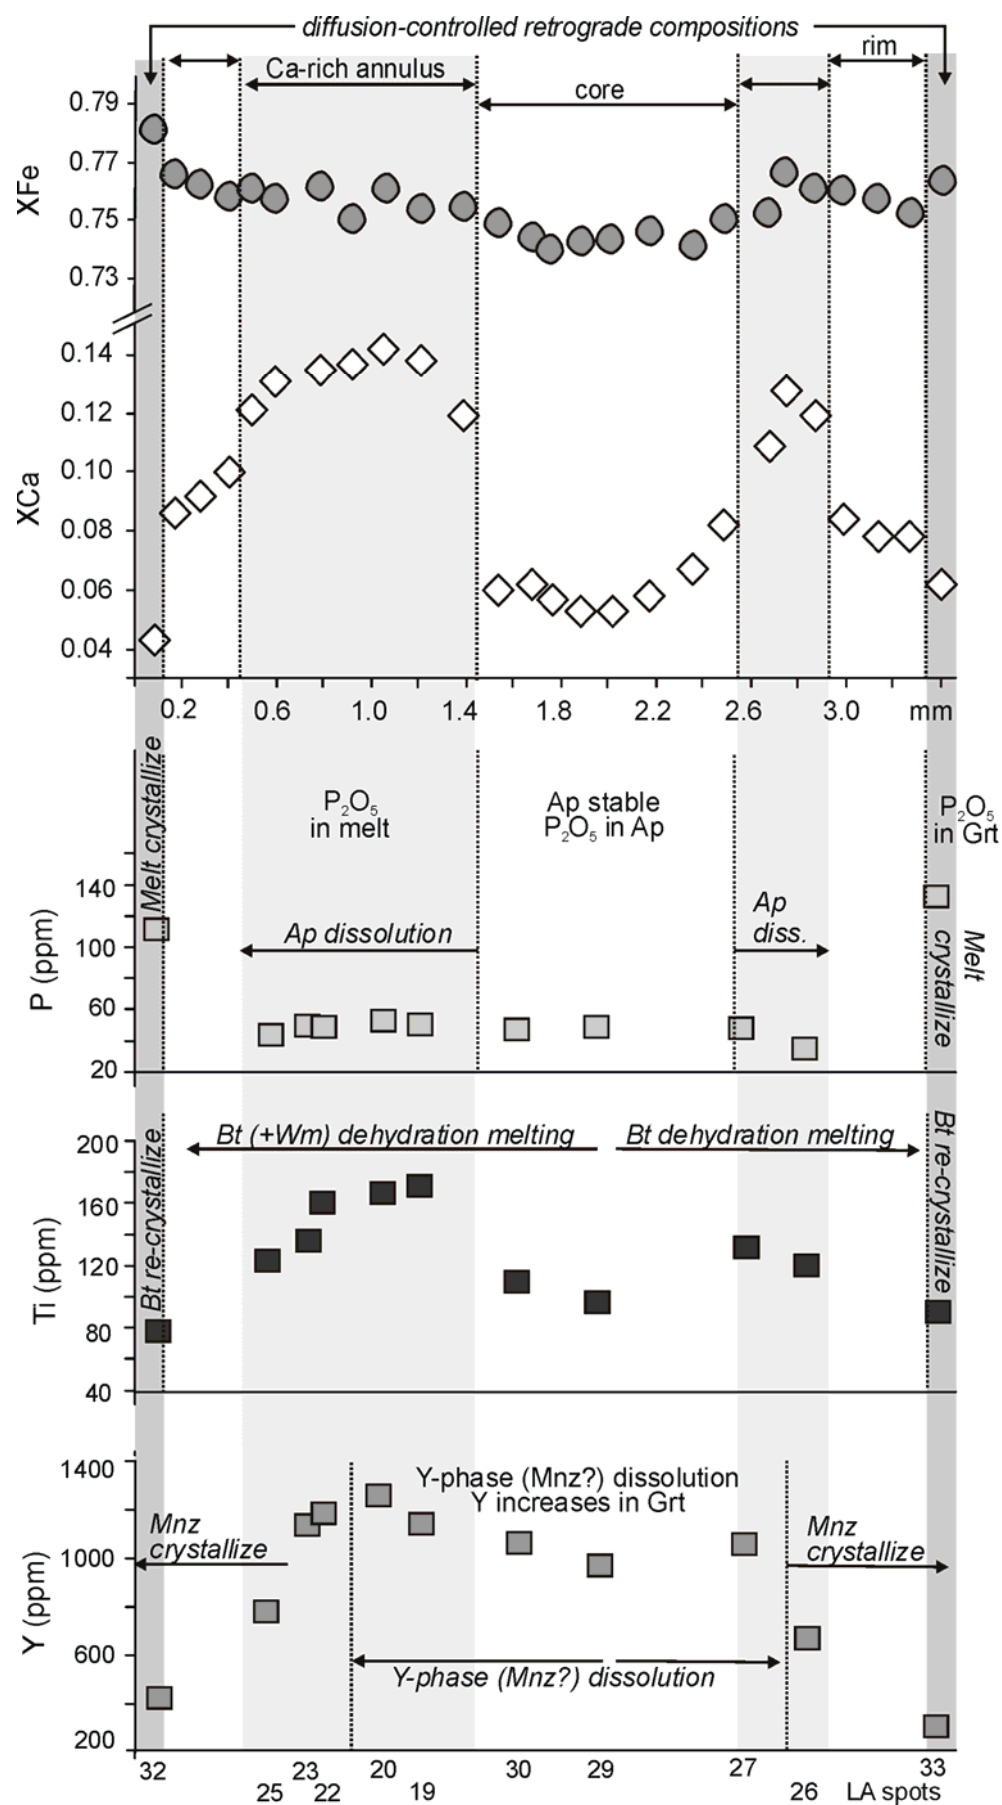 diffusion-controlled retrograde compositions
rim
Ca-rich annulus
core
XFe
0.79
0.77
0.75
0.73
XCa
0.14
0.12
0.10
0.08
0.06
0.04
0.2 0.6 1.0 1.4 1.8 2.2 2.6 3.0 mm
Melt crystallize
P₂O₅
in melt
Ap stable
P₂O₅ in Ap
P₂O₅
in Grt
Ap
diss.
Ap dissolution
Melt
crystallize
P (ppm)
140
100
60
20
Bt re-crystallize
Bt (+Wm) dehydration melting
Bt dehydration melting
Bt re-crystallize
Ti (ppm)
200
160
120
80
40
Y (ppm)
1400
1000
600
200
Y-phase (Mnz?) dissolution
Y increases in Grt
Mnz
crystallize
Mnz
crystallize
Y-phase (Mnz?) dissolution
32 23 20 30 29 27 33
25 22 19 26 LA spots